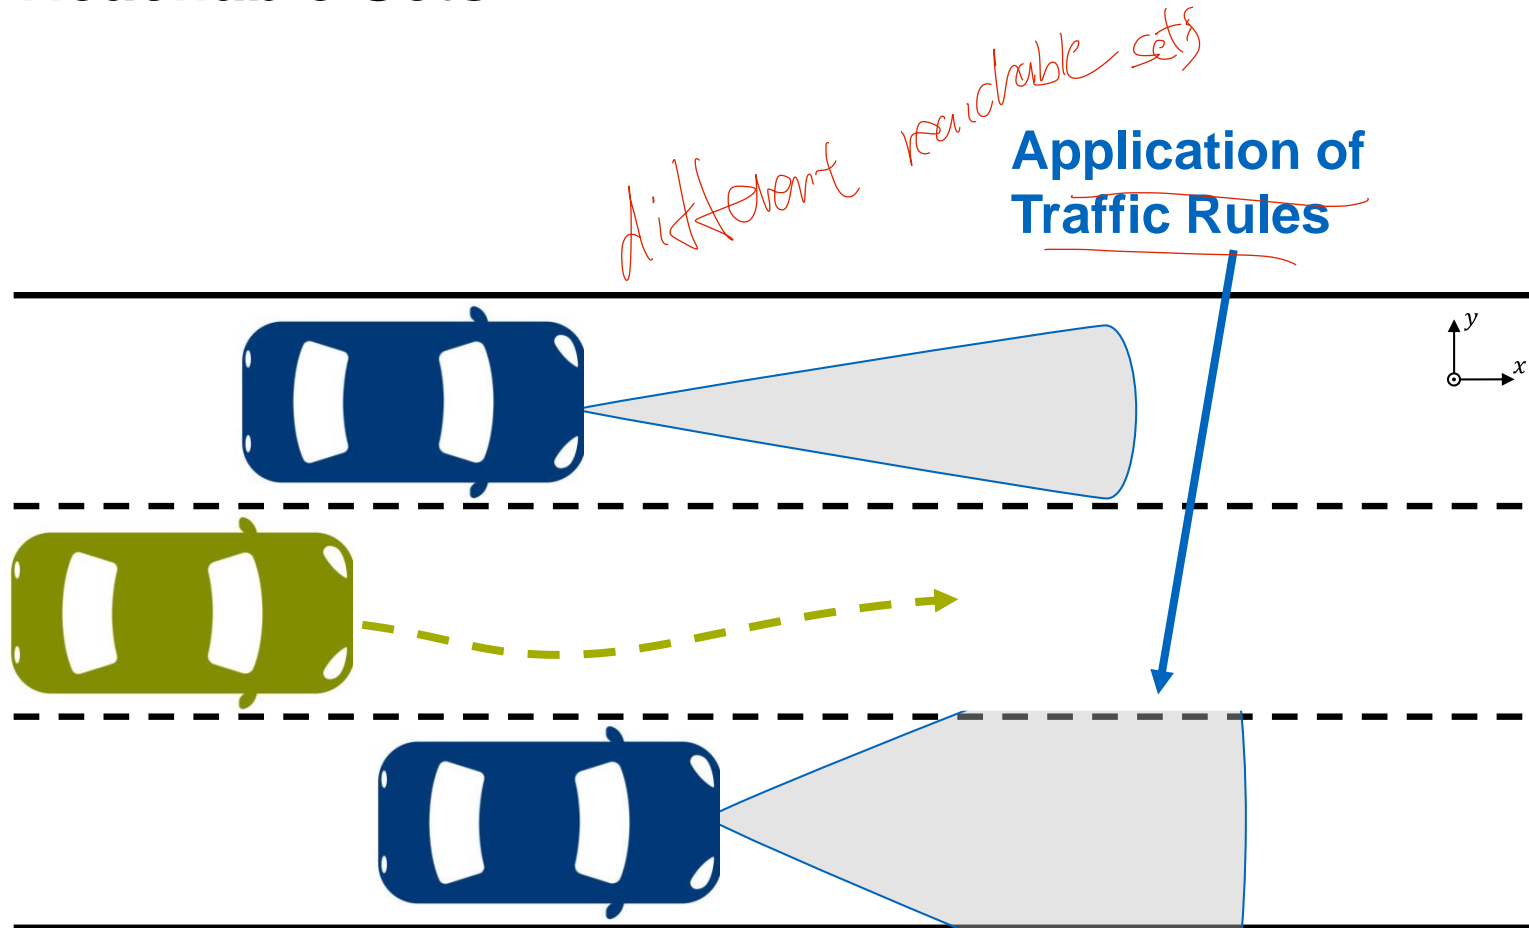 different reachable sets
Application of
Traffic Rules
y
x